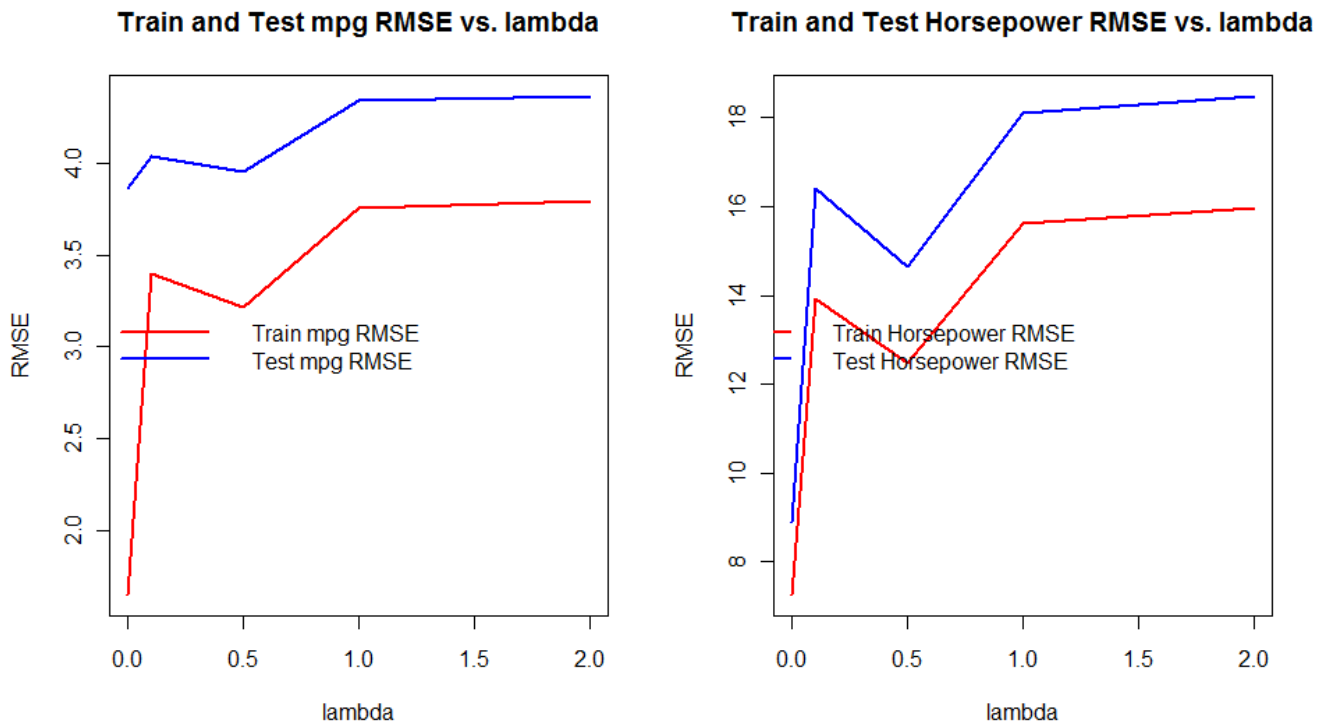 Train and Test mpg RMSE vs. lambda
RMSE
4.0
3.5
3.0
2.5
2.0
Train mpg RMSE
Test mpg RMSE
0.0 0.5 1.0 1.5 2.0
lambda
Train and Test Horsepower RMSE vs. lambda
RMSE
18
16
14
12
10
8
Train Horsepower RMSE
Test Horsepower RMSE
0.0 0.5 1.0 1.5 2.0
lambda